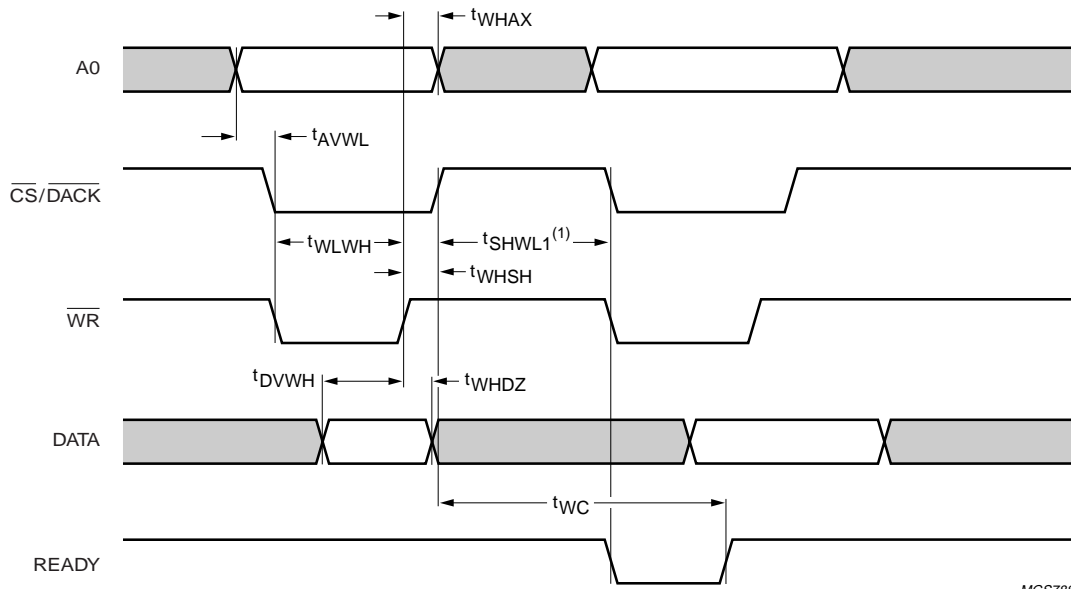 tWHAX
A0
tAVWL
CS/DACK
tWLWH
tSHWL1(1)
tWHSH
WR
tDVWH
tWHDZ
DATA
tWC
READY